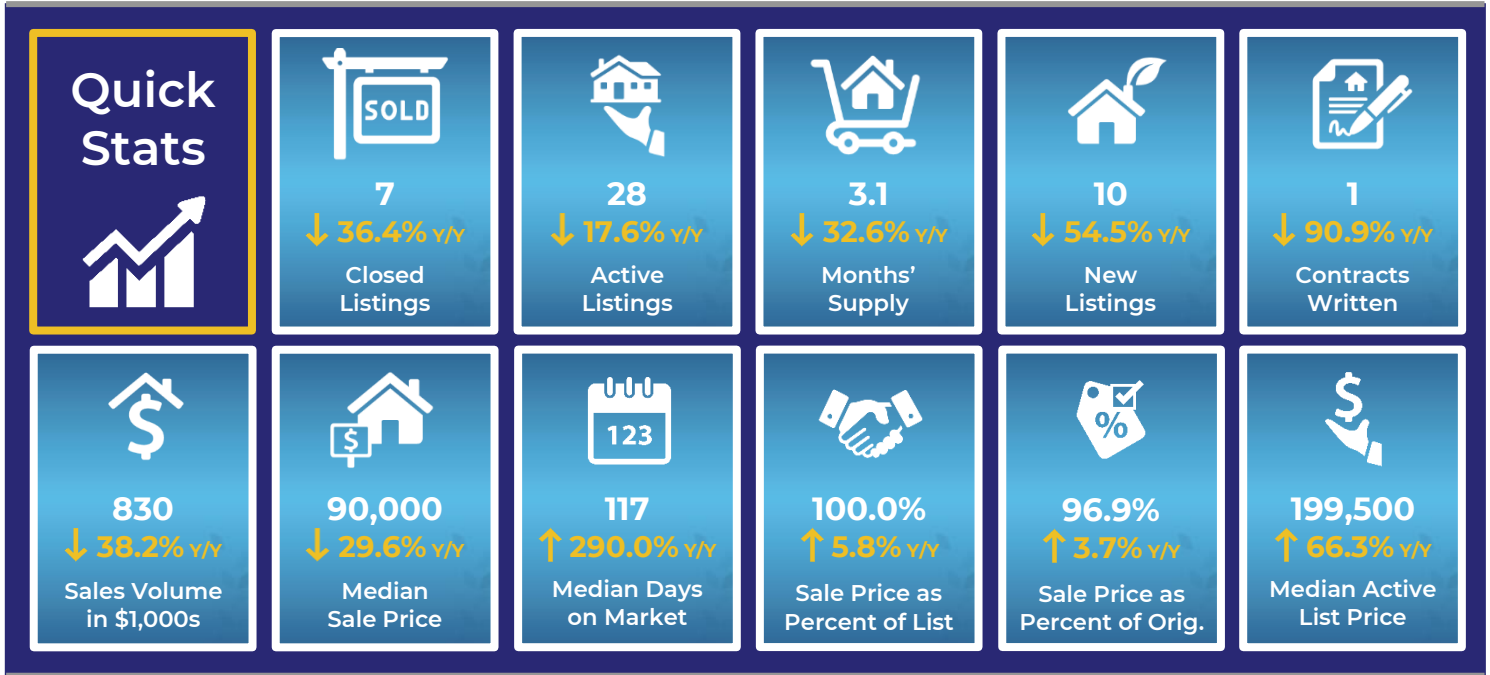 Quick
Stats
SOLD
7
↓ 36.4% Y/Y
Closed
Listings
28
↓ 17.6% Y/Y
Active
Listings
3.1
↓ 32.6% Y/Y
Months’
Supply
10
↓ 54.5% Y/Y
New
Listings
1
↓ 90.9% Y/Y
Contracts
Written
$
830
↓ 38.2% Y/Y
Sales Volume
in $1,000s
$
90,000
↓ 29.6% Y/Y
Median
Sale Price
123
117
↑ 290.0% Y/Y
Median Days
on Market
100.0%
↑ 5.8% Y/Y
Sale Price as
Percent of List
%
96.9%
↑ 3.7% Y/Y
Sale Price as
Percent of Orig.
$
199,500
↑ 66.3% Y/Y
Median Active
List Price